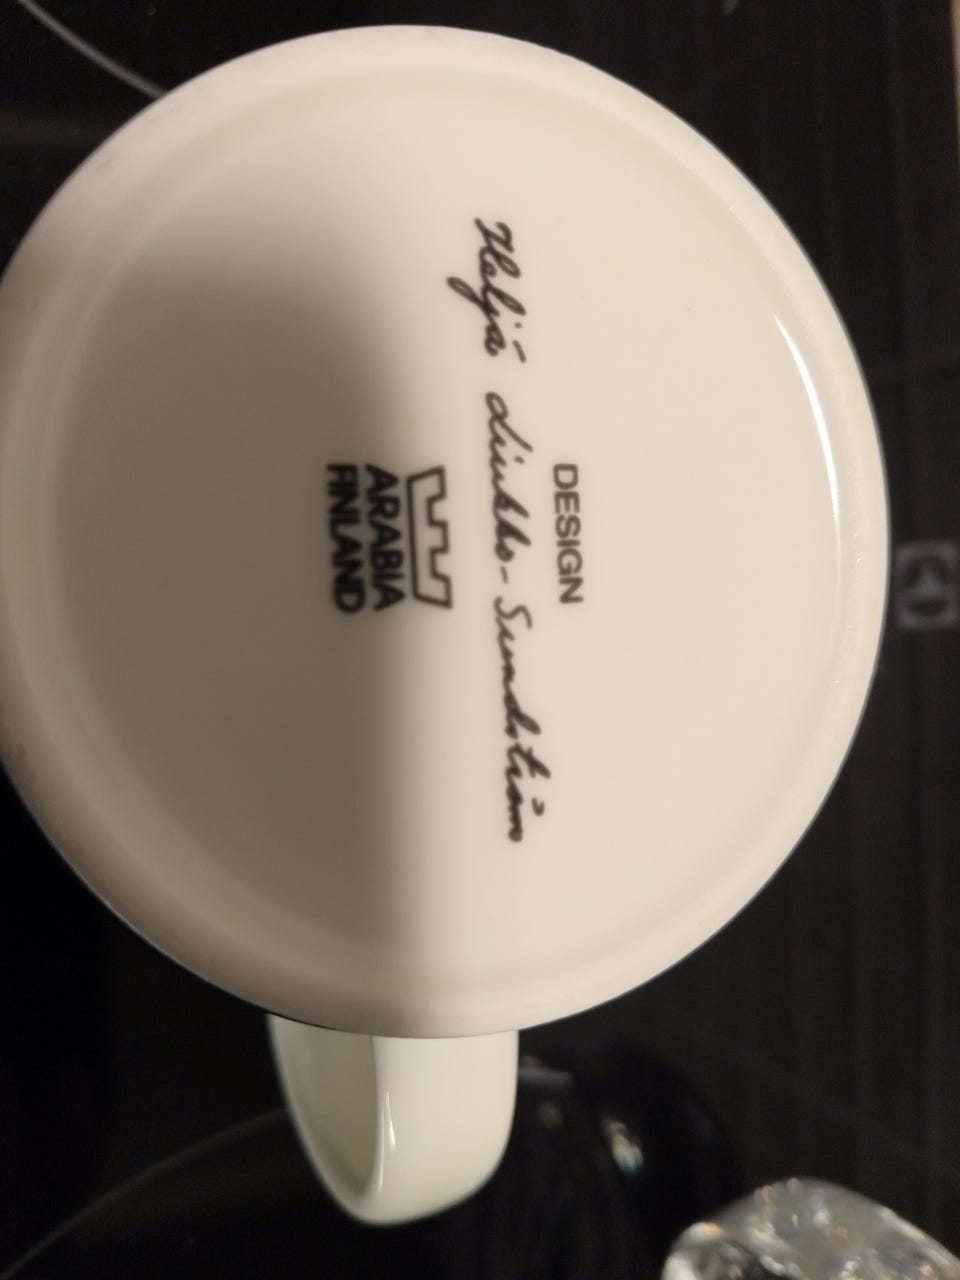 DESIGN
Heljä Liukko-Sundström
ARABIA
FINLAND